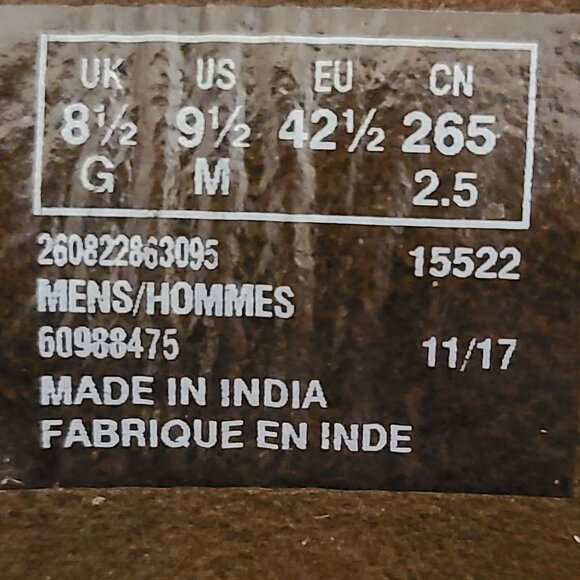 UK US EU CN
8½ 9½ 42½ 265
G M 2.5
260822863095 15522
MENS/HOMMES
60988475 11/17
MADE IN INDIA
FABRIQUE EN INDE